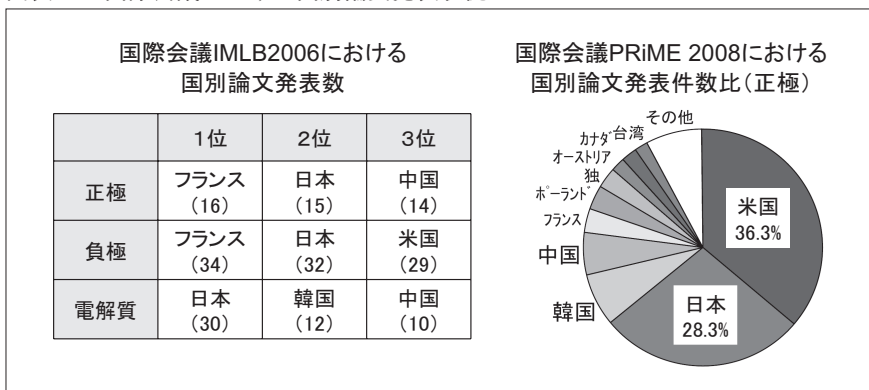 国際会議IMLB2006における
国別論文発表数
1位 2位 3位
正極 フランス (16) 日本 (15) 中国 (14)
負極 フランス (34) 日本 (32) 米国 (29)
電解質 日本 (30) 韓国 (12) 中国 (10)
国際会議PRiME 2008における
国別論文発表件数比(正極)
その他
台湾
カナダ
オーストリア
独
ポーランド
フランス
中国
韓国
米国
36.3%
日本
28.3%